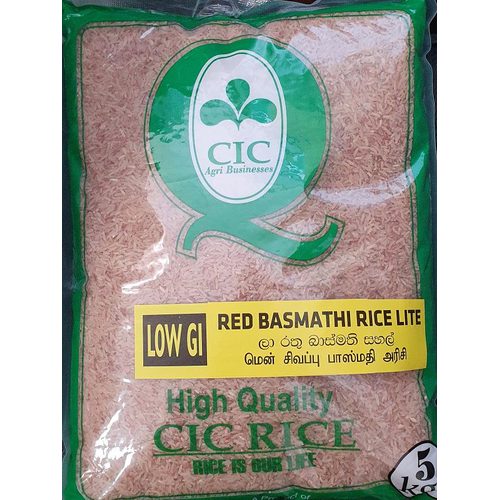 CIC
Agri Businesses
LOW GI
RED BASMATHI RICE LITE
ලා රතු බාස්මති සහල්
மென் சிவப்பு பாஸ்மதி அரிசி
High Quality
CIC RICE
RICE IS OUR LIFE
5
kg